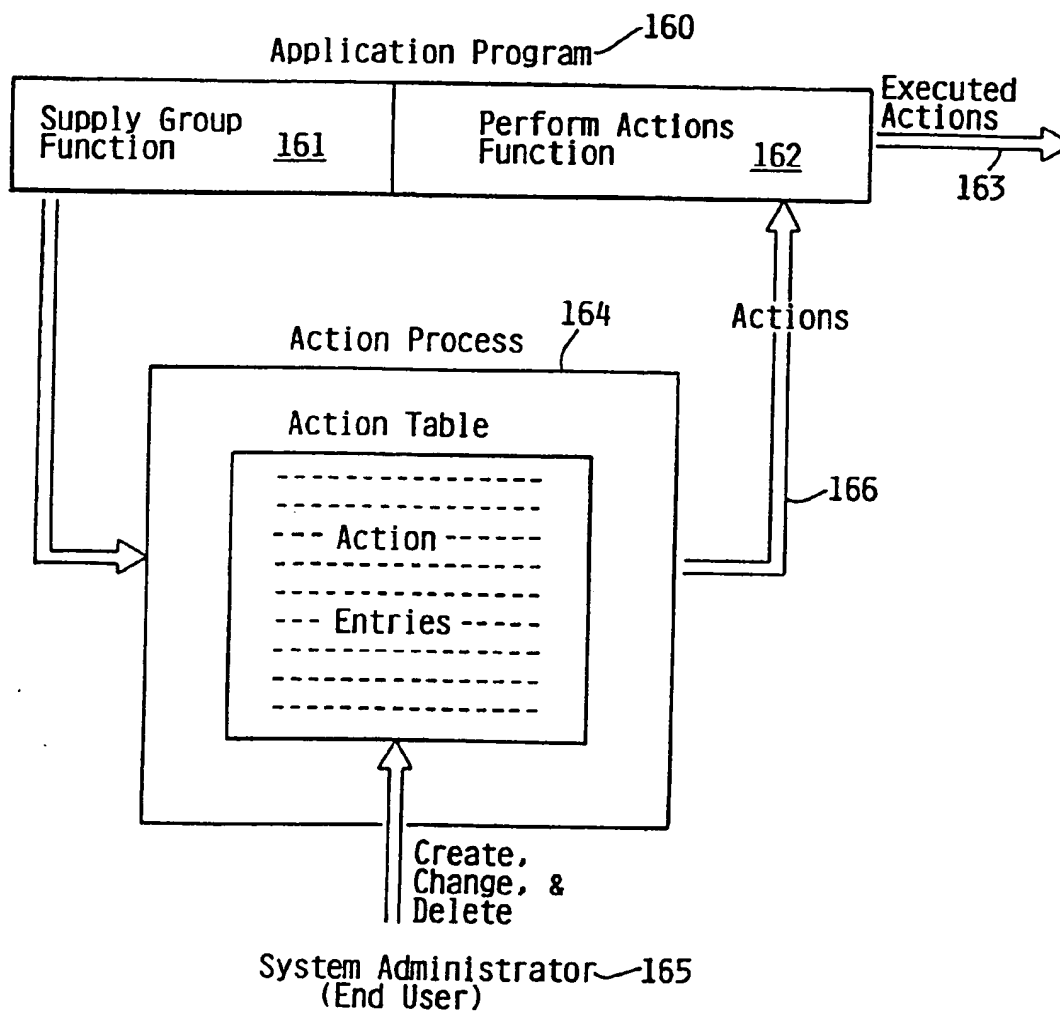 Application Program 160
Supply Group
Function 161
Perform Actions
Function 162
Executed
Actions
163
Actions
Action Process 164
Action Table
--- Action ------
--- Entries -----
166
Create,
Change, &
Delete
System Administrator 165
(End User)